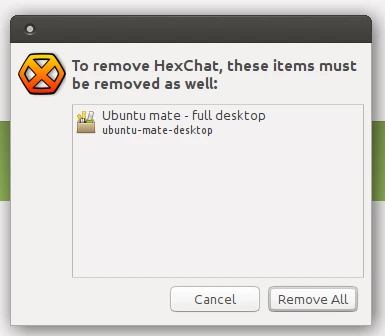 To remove HexChat, these items must
be removed as well:
Ubuntu mate - full desktop
ubuntu-mate-desktop
Cancel
Remove All